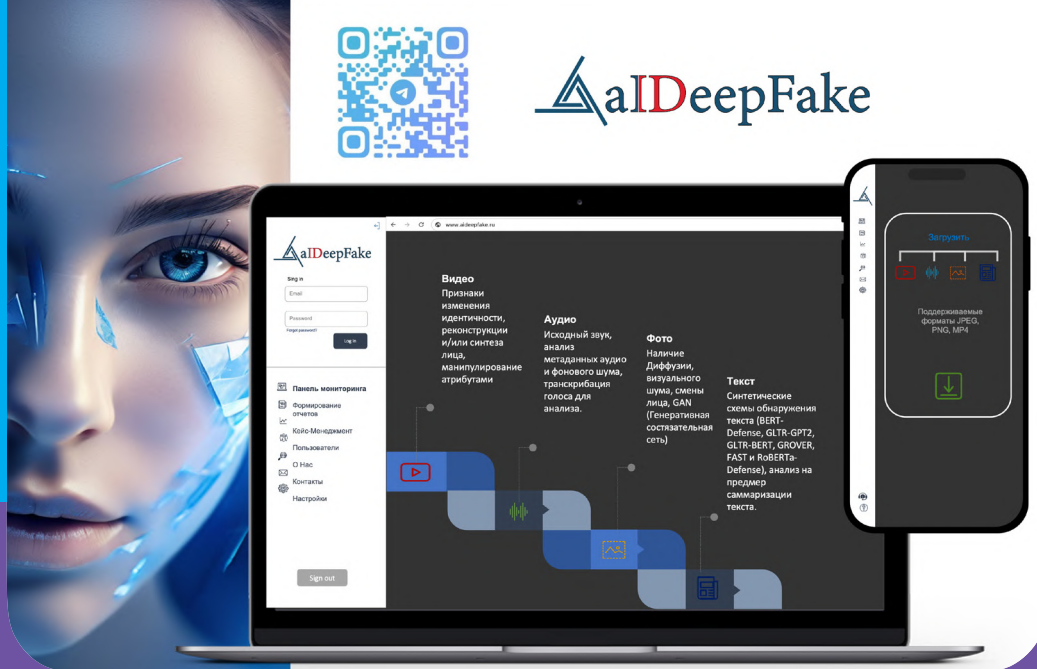 aIDeepFake
www.aideepfake.ru
aIDeepFake
Sing in
Email
Password
Forgot password?
Log in
Панель мониторинга
Формирование
отчетов
Кейс-Менеджмент
Пользователи
О Нас
Контакты
Настройки
Sign out
Видео
Признаки
изменения
идентичности,
реконструкции
и/или синтеза
лица,
манипулирование
атрибутами
Аудио
Исходный звук,
анализ
метаданных аудио
и фонового шума,
транскрибация
голоса для
анализа.
Фото
Наличие
Диффузии,
визуального
шума, смены
лица, GAN
(Генеративная
состязательная
сеть)
Текст
Синтетические
схемы обнаружения
текста (BERT-
Defense, GLTR-GPT2,
GLTR-BERT, GROVER,
FAST и RoBERTa-
Defense), анализ на
предмер
саммаризации
текста.
Загрузить
Поддерживаемые
форматы JPEG,
PNG, MP4